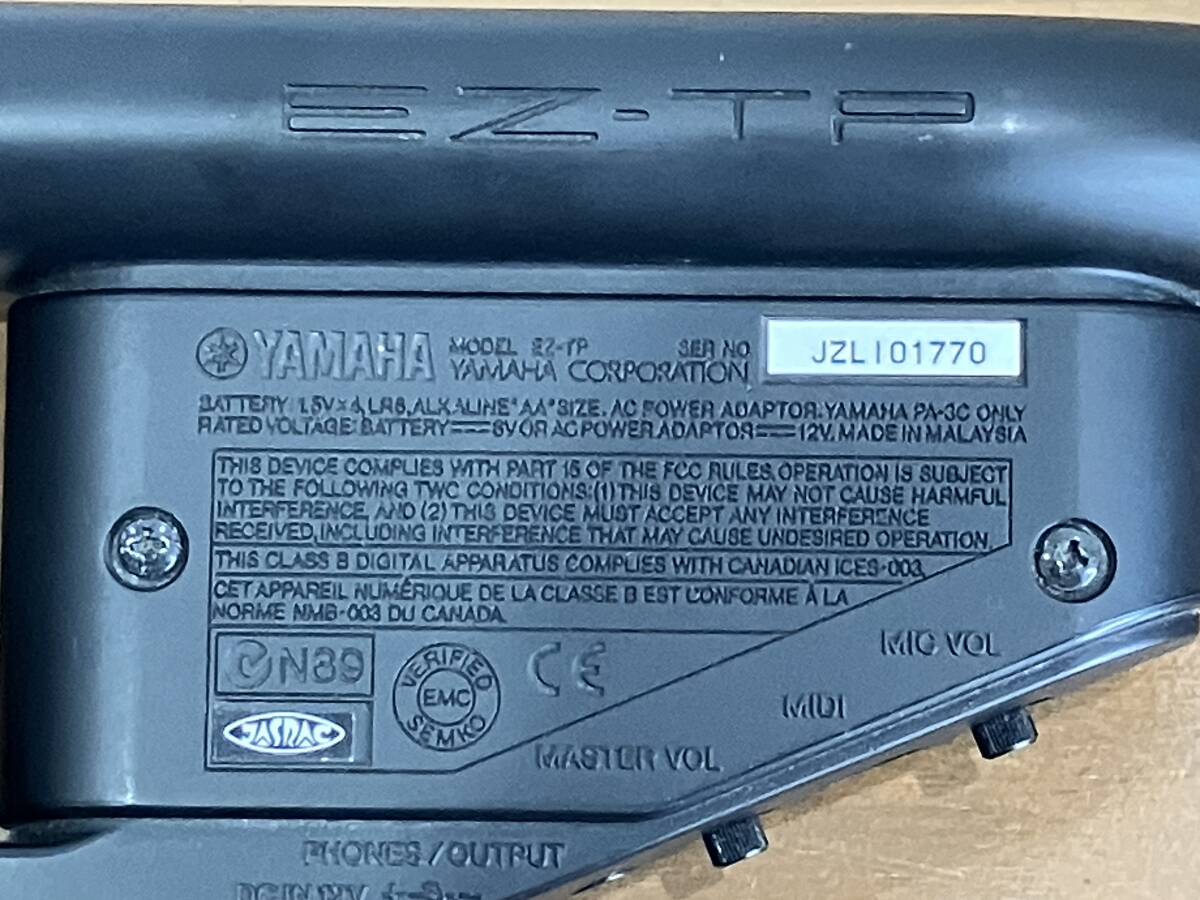 EZ-TP
YAMAHA MODEL EZ-TP SER NO JZLI01770
YAMAHA CORPORATION
BATTERY: 1.5V×4, LR6, ALKALINE "AA" SIZE. AC POWER ADAPTOR: YAMAHA PA-3C ONLY
RATED VOLTAGE: BATTERY⎓6V OR AC POWER ADAPTOR⎓12V. MADE IN MALAYSIA
THIS DEVICE COMPLIES WITH PART 15 OF THE FCC RULES. OPERATION IS SUBJECT
TO THE FOLLOWING TWO CONDITIONS: (1) THIS DEVICE MAY NOT CAUSE HARMFUL
INTERFERENCE, AND (2) THIS DEVICE MUST ACCEPT ANY INTERFERENCE
RECEIVED, INCLUDING INTERFERENCE THAT MAY CAUSE UNDESIRED OPERATION.
THIS CLASS B DIGITAL APPARATUS COMPLIES WITH CANADIAN ICES-003.
CET APPAREIL NUMÉRIQUE DE LA CLASSE B EST CONFORME À LA
NORME NMB-003 DU CANADA.
N89
VERIFIED
EMC
SEMKO
CE
JASRAC
MIC VOL
MIDI
MASTER VOL
PHONES/OUTPUT
DC IN 12V